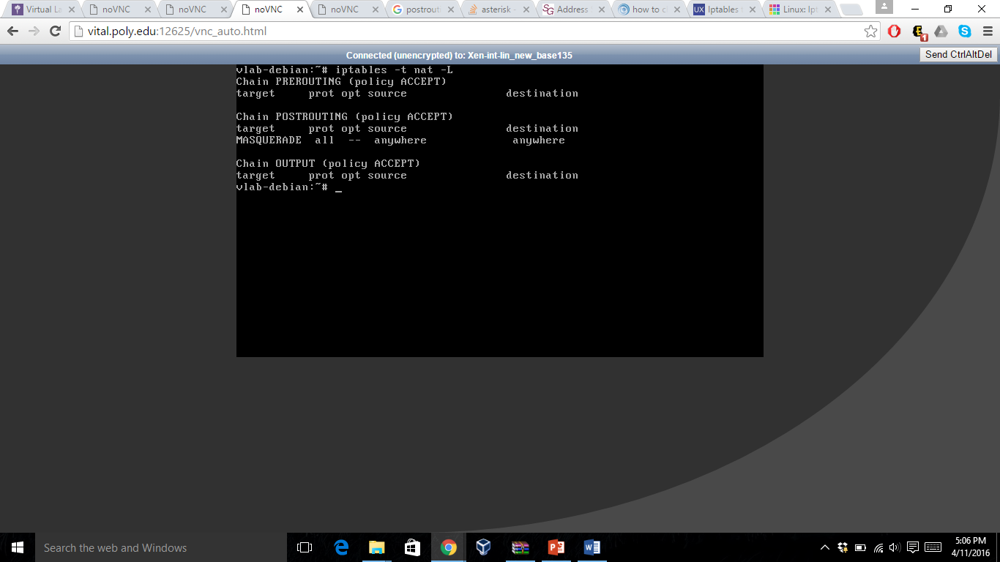 Virtual La
noVNC
noVNC
noVNC
noVNC
postrouti
asterisk -
Address
how to cl
Iptables t
Linux: Ipt
vital.poly.edu:12625/vnc_auto.html
Connected (unencrypted) to: Xen-int-lin_new_base135
Send CtrlAltDel
vlab-debian:~# iptables -t nat -L
Chain PREROUTING (policy ACCEPT)
target     prot opt source               destination
Chain POSTROUTING (policy ACCEPT)
target     prot opt source               destination
MASQUERADE  all  --  anywhere             anywhere
Chain OUTPUT (policy ACCEPT)
target     prot opt source               destination
vlab-debian:~# _
Search the web and Windows
5:06 PM
4/11/2016